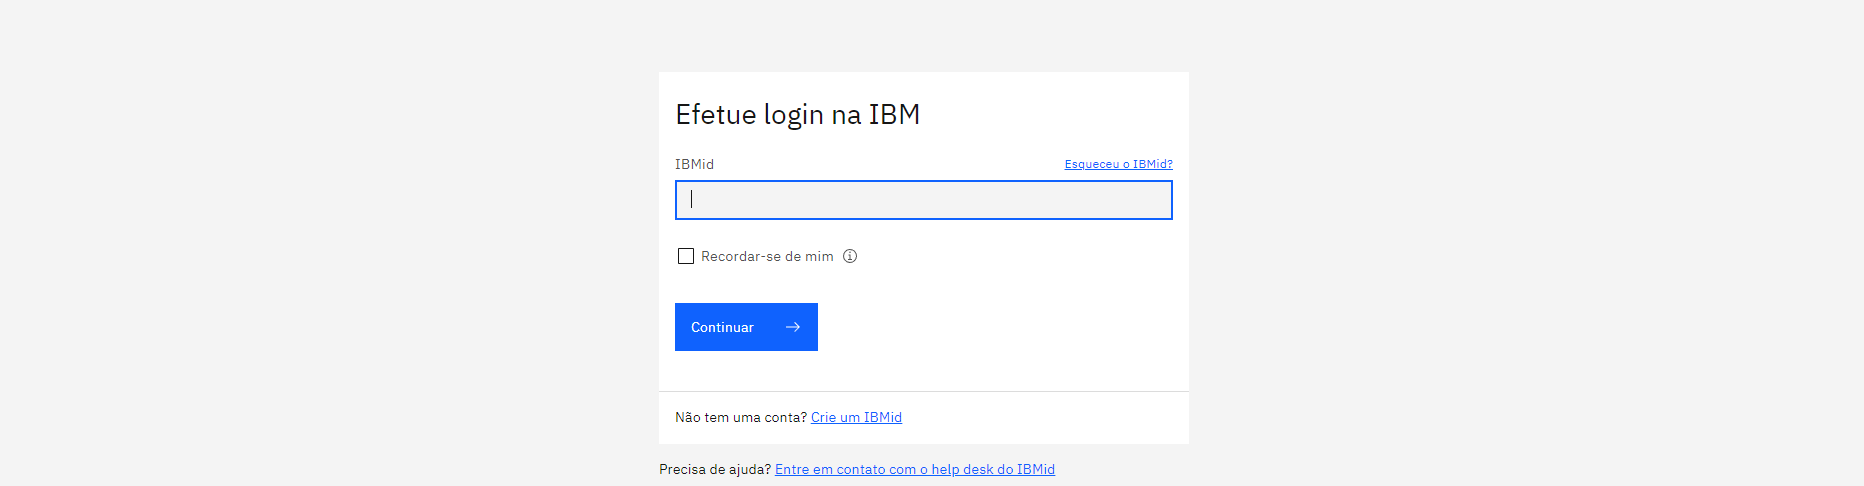 Efetue login na IBM
IBMid
Esqueceu o IBMid?
Recordar-se de mim
Continuar
Não tem uma conta? Crie um IBMid
Precisa de ajuda? Entre em contato com o help desk do IBMid